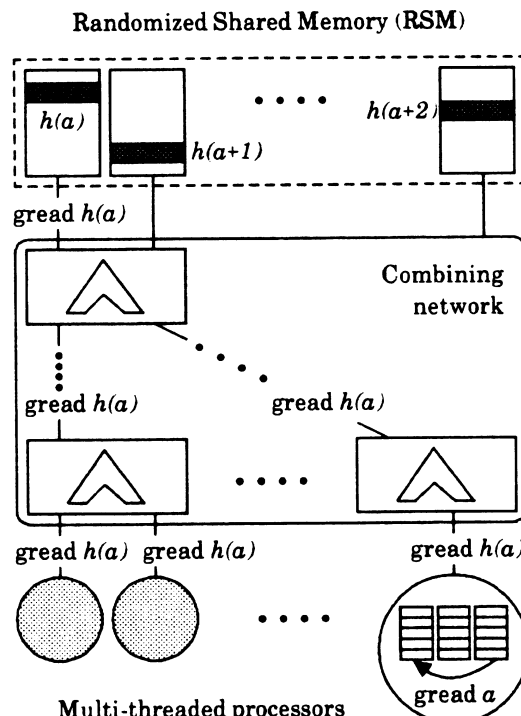 Randomized Shared Memory (RSM)
h(a)
h(a+1)
h(a+2)
gread h(a)
Combining
network
gread h(a)
gread h(a)
gread h(a)
gread h(a)
gread h(a)
gread a
Multi-threaded processors